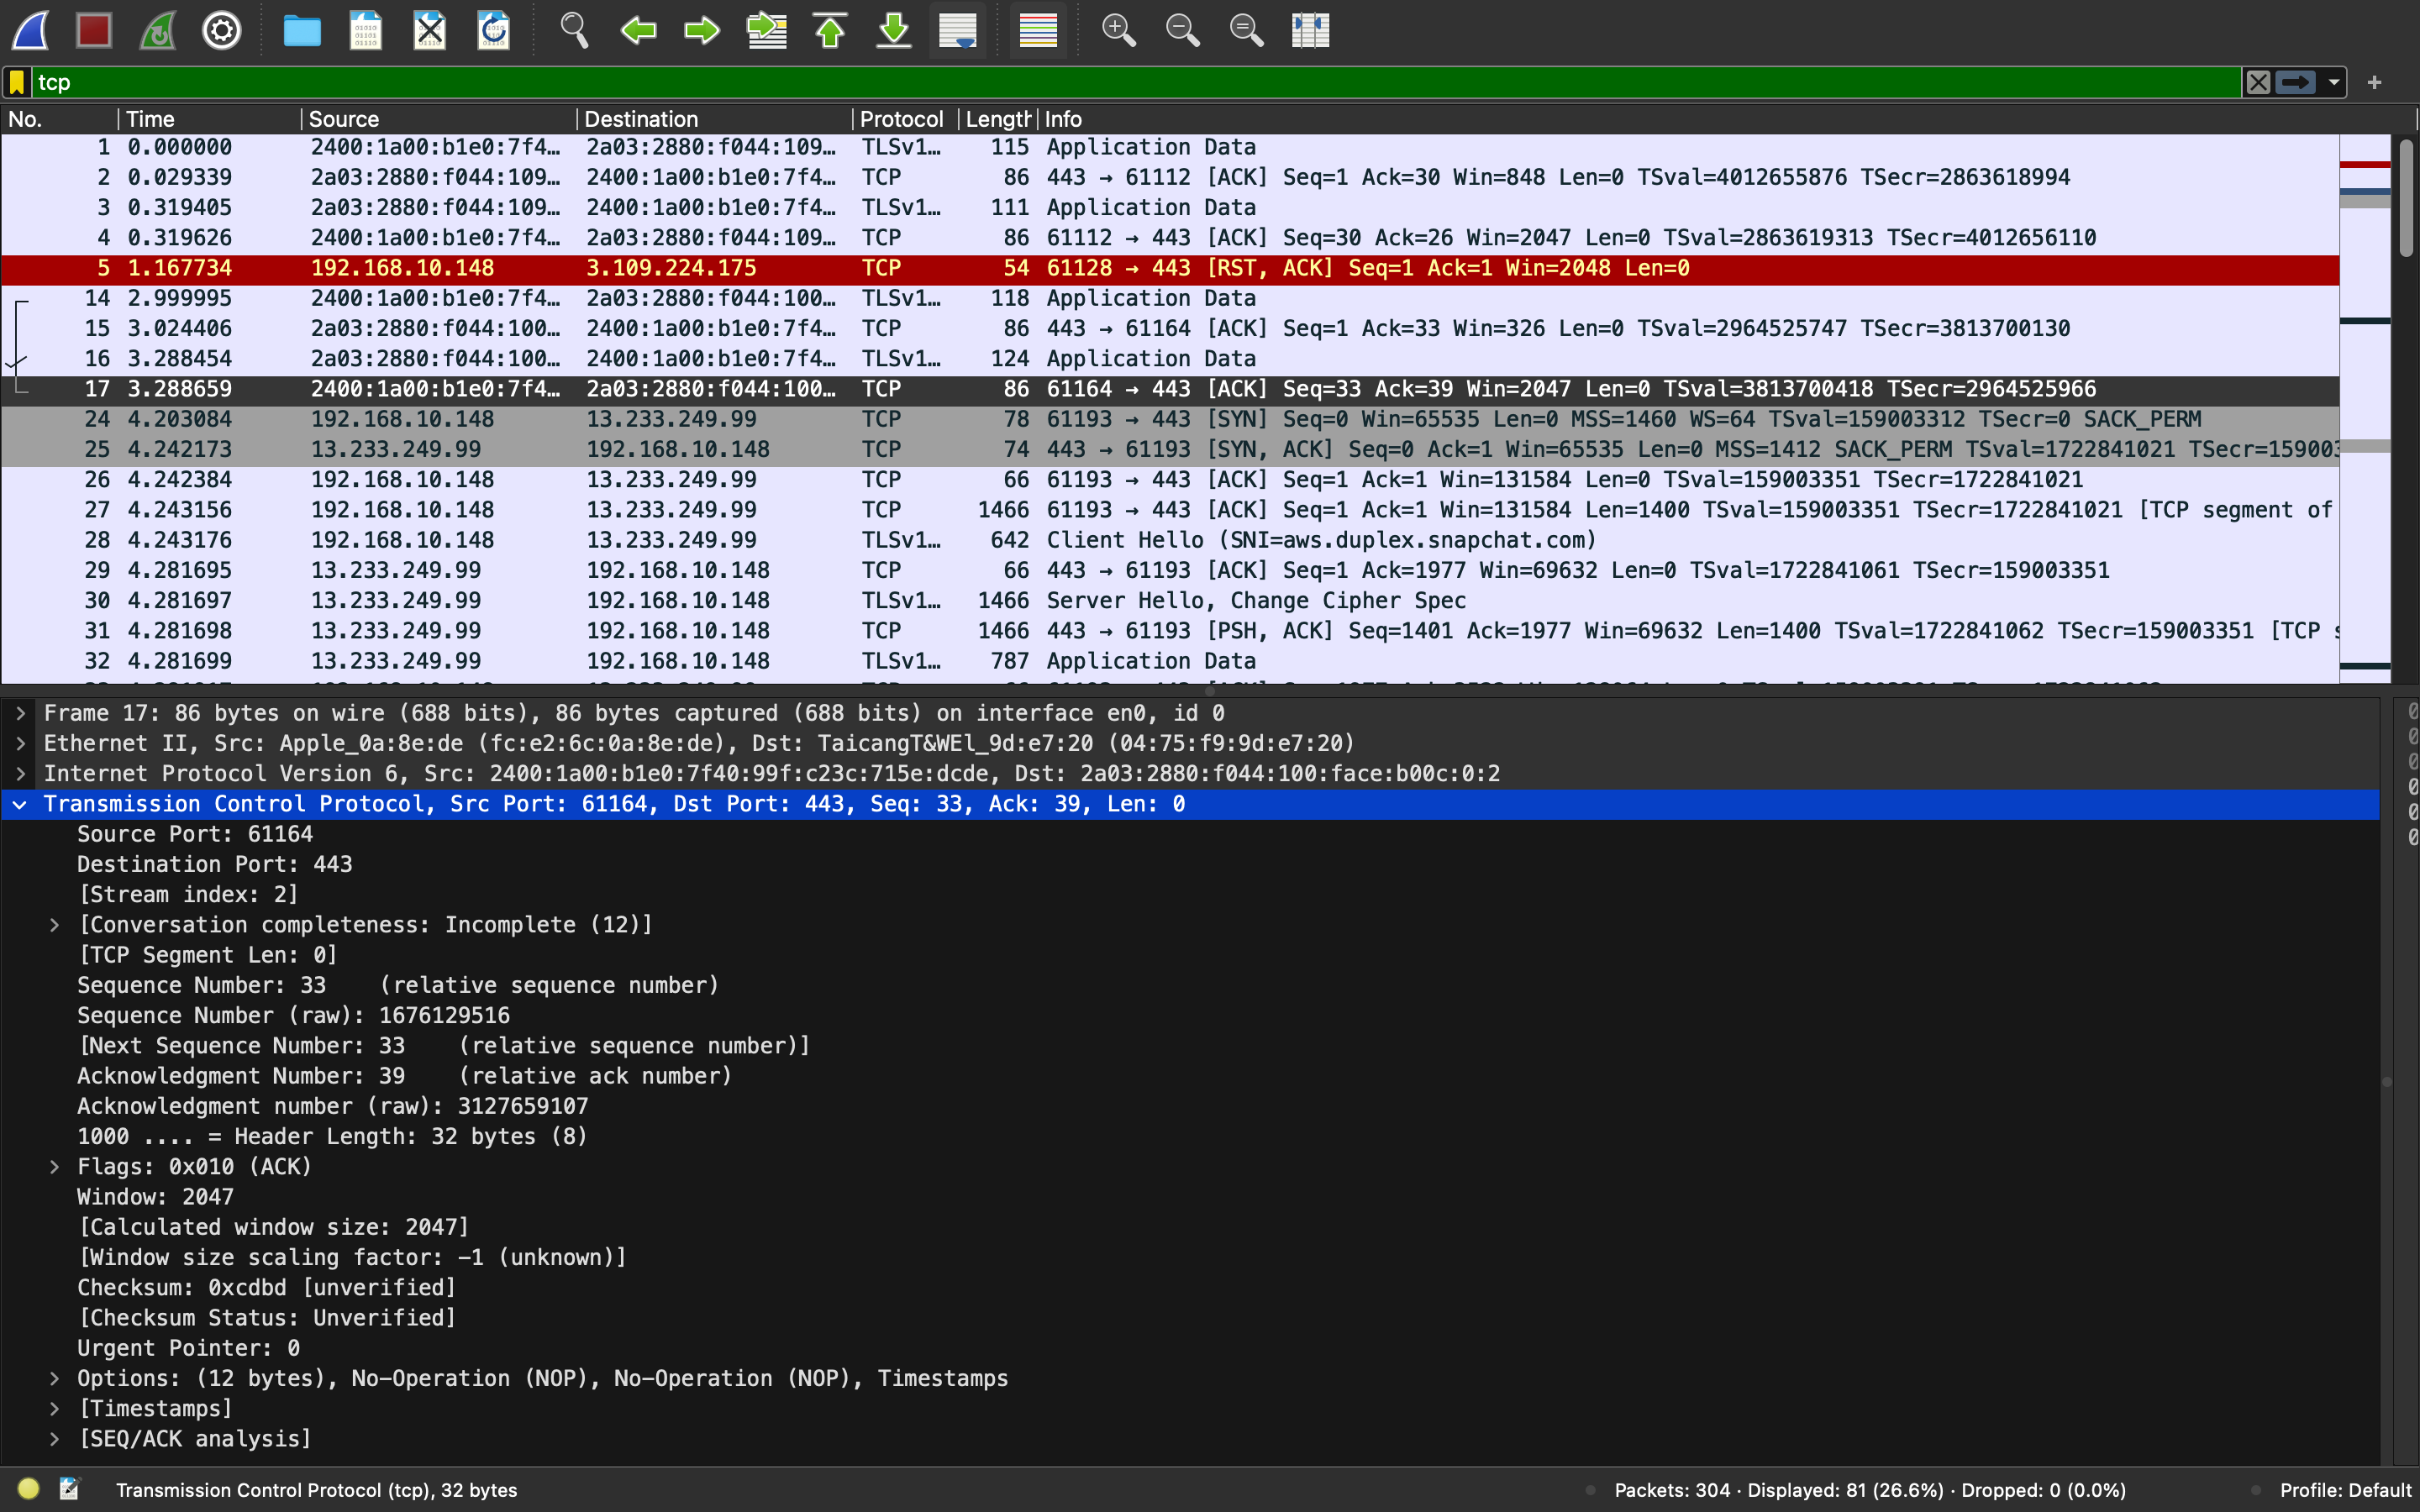 tcp
No. Time Source Destination Protocol Length Info
1 0.000000 2400:1a00:b1e0:7f4… 2a03:2880:f044:109… TLSv1… 115 Application Data
2 0.029339 2a03:2880:f044:109… 2400:1a00:b1e0:7f4… TCP 86 443 → 61112 [ACK] Seq=1 Ack=30 Win=848 Len=0 TSval=4012655876 TSecr=2863618994
3 0.319405 2a03:2880:f044:109… 2400:1a00:b1e0:7f4… TLSv1… 111 Application Data
4 0.319626 2400:1a00:b1e0:7f4… 2a03:2880:f044:109… TCP 86 61112 → 443 [ACK] Seq=30 Ack=26 Win=2047 Len=0 TSval=2863619313 TSecr=4012656110
5 1.167734 192.168.10.148 3.109.224.175 TCP 54 61128 → 443 [RST, ACK] Seq=1 Ack=1 Win=2048 Len=0
14 2.999995 2400:1a00:b1e0:7f4… 2a03:2880:f044:100… TLSv1… 118 Application Data
15 3.024406 2a03:2880:f044:100… 2400:1a00:b1e0:7f4… TCP 86 443 → 61164 [ACK] Seq=1 Ack=33 Win=326 Len=0 TSval=2964525747 TSecr=3813700130
16 3.288454 2a03:2880:f044:100… 2400:1a00:b1e0:7f4… TLSv1… 124 Application Data
17 3.288659 2400:1a00:b1e0:7f4… 2a03:2880:f044:100… TCP 86 61164 → 443 [ACK] Seq=33 Ack=39 Win=2047 Len=0 TSval=3813700418 TSecr=2964525966
24 4.203084 192.168.10.148 13.233.249.99 TCP 78 61193 → 443 [SYN] Seq=0 Win=65535 Len=0 MSS=1460 WS=64 TSval=159003312 TSecr=0 SACK_PERM
25 4.242173 13.233.249.99 192.168.10.148 TCP 74 443 → 61193 [SYN, ACK] Seq=0 Ack=1 Win=65535 Len=0 MSS=1412 SACK_PERM TSval=1722841021 TSecr=159003
26 4.242384 192.168.10.148 13.233.249.99 TCP 66 61193 → 443 [ACK] Seq=1 Ack=1 Win=131584 Len=0 TSval=159003351 TSecr=1722841021
27 4.243156 192.168.10.148 13.233.249.99 TCP 1466 61193 → 443 [ACK] Seq=1 Ack=1 Win=131584 Len=1400 TSval=159003351 TSecr=1722841021 [TCP segment of
28 4.243176 192.168.10.148 13.233.249.99 TLSv1… 642 Client Hello (SNI=aws.duplex.snapchat.com)
29 4.281695 13.233.249.99 192.168.10.148 TCP 66 443 → 61193 [ACK] Seq=1 Ack=1977 Win=69632 Len=0 TSval=1722841061 TSecr=159003351
30 4.281697 13.233.249.99 192.168.10.148 TLSv1… 1466 Server Hello, Change Cipher Spec
31 4.281698 13.233.249.99 192.168.10.148 TCP 1466 443 → 61193 [PSH, ACK] Seq=1401 Ack=1977 Win=69632 Len=1400 TSval=1722841062 TSecr=159003351 [TCP
32 4.281699 13.233.249.99 192.168.10.148 TLSv1… 787 Application Data
Frame 17: 86 bytes on wire (688 bits), 86 bytes captured (688 bits) on interface en0, id 0
Ethernet II, Src: Apple_0a:8e:de (fc:e2:6c:0a:8e:de), Dst: TaicangT&WEl_9d:e7:20 (04:75:f9:9d:e7:20)
Internet Protocol Version 6, Src: 2400:1a00:b1e0:7f40:99f:c23c:715e:dcde, Dst: 2a03:2880:f044:100:face:b00c:0:2
Transmission Control Protocol, Src Port: 61164, Dst Port: 443, Seq: 33, Ack: 39, Len: 0
Source Port: 61164
Destination Port: 443
[Stream index: 2]
[Conversation completeness: Incomplete (12)]
[TCP Segment Len: 0]
Sequence Number: 33 (relative sequence number)
Sequence Number (raw): 1676129516
[Next Sequence Number: 33 (relative sequence number)]
Acknowledgment Number: 39 (relative ack number)
Acknowledgment number (raw): 3127659107
1000 .... = Header Length: 32 bytes (8)
Flags: 0x010 (ACK)
Window: 2047
[Calculated window size: 2047]
[Window size scaling factor: -1 (unknown)]
Checksum: 0xcdbd [unverified]
[Checksum Status: Unverified]
Urgent Pointer: 0
Options: (12 bytes), No-Operation (NOP), No-Operation (NOP), Timestamps
[Timestamps]
[SEQ/ACK analysis]
Transmission Control Protocol (tcp), 32 bytes Packets: 304 · Displayed: 81 (26.6%) · Dropped: 0 (0.0%) Profile: Default